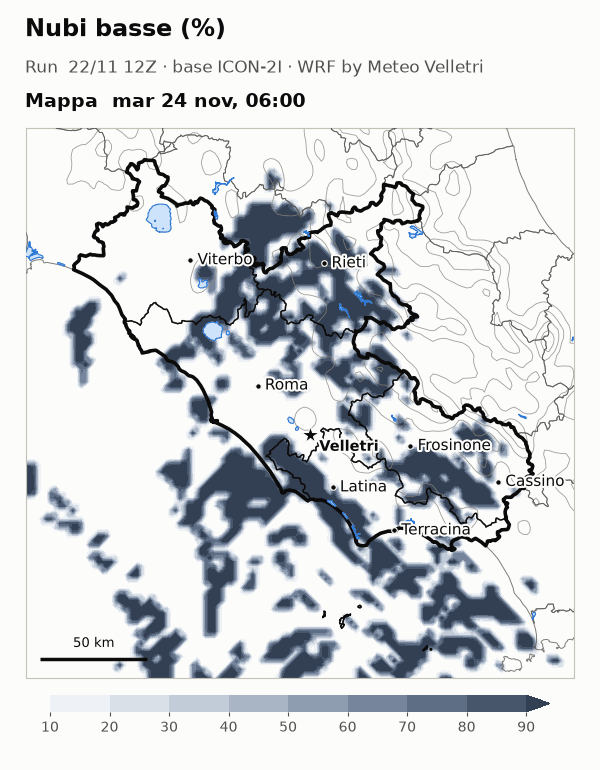 Nubi basse (%)
Run  22/11 12Z · base ICON-2I · WRF by Meteo Velletri
Mappa  mar 24 nov, 06:00
Viterbo
Rieti
Roma
Velletri
Frosinone
Cassino
Latina
Terracina
50 km
10 20 30 40 50 60 70 80 90